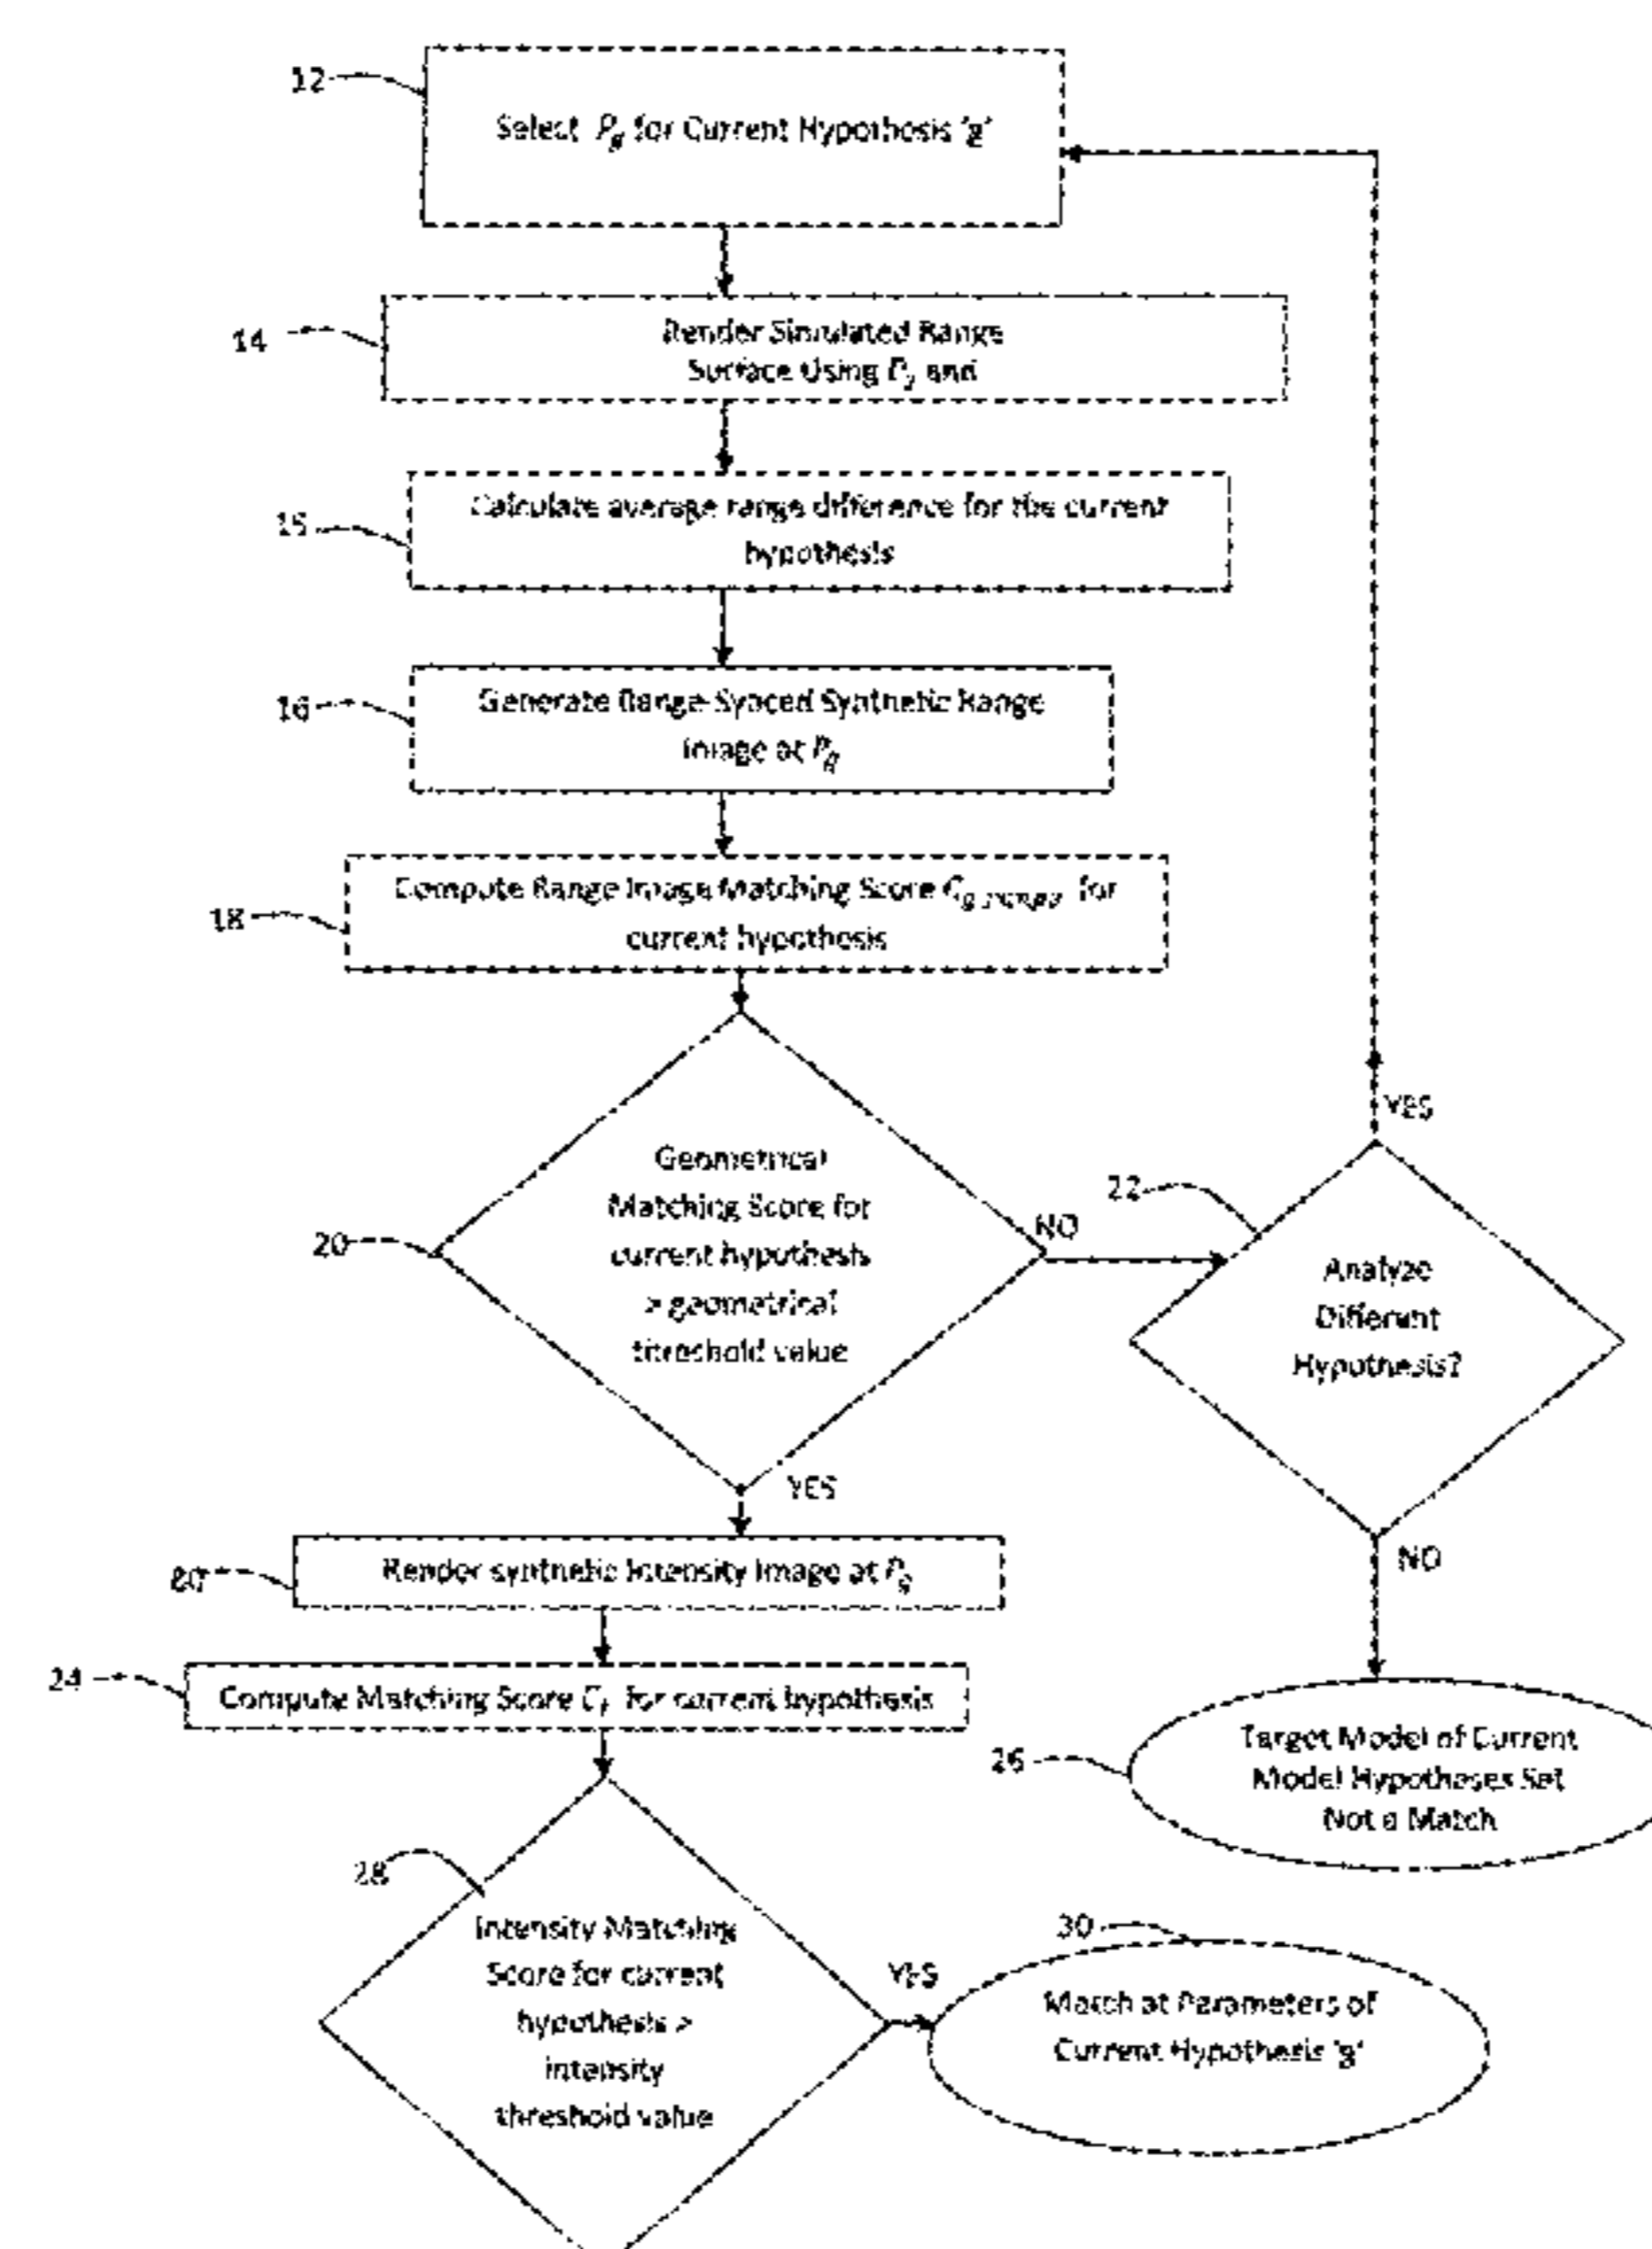 12
Select P_g for Current Hypothesis 'g'
14
Render Simulated Range
Surface Using and
15
Calculate average range difference for the current
hypothesis
16
Generate Range-Synced Synthetic Range
Image at P_g
18
Compute Range Image Matching Score C_g,range for
current hypothesis
20
Geometrical
Matching Score for
current hypothesis
> geometrical
threshold value
NO
YES
22
Analyze
Different
Hypothesis?
YES
NO
Render synthetic Intensity Image at P_g
24
Compute Matching Score for current hypothesis
26
Target Model of Current
Model Hypotheses Set
Not a Match
28
Intensity Matching
Score for current
hypothesis >
intensity
threshold value
YES
30
Match at Parameters of
Current Hypothesis 'g'